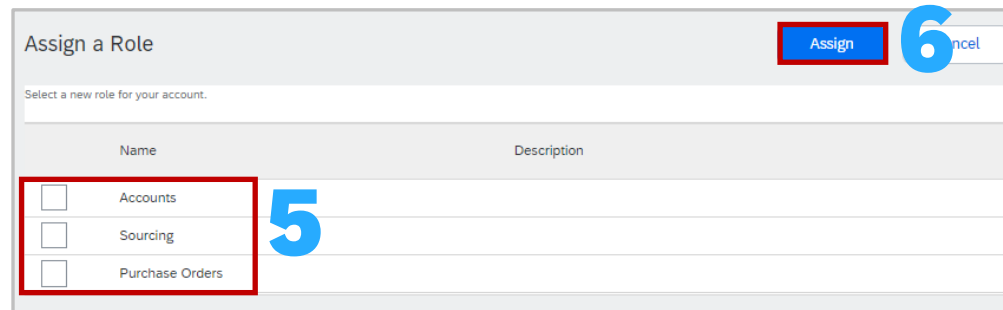 Assign a Role
Assign
6
ncel
Select a new role for your account.
Name Description
Accounts
5
Sourcing
Purchase Orders